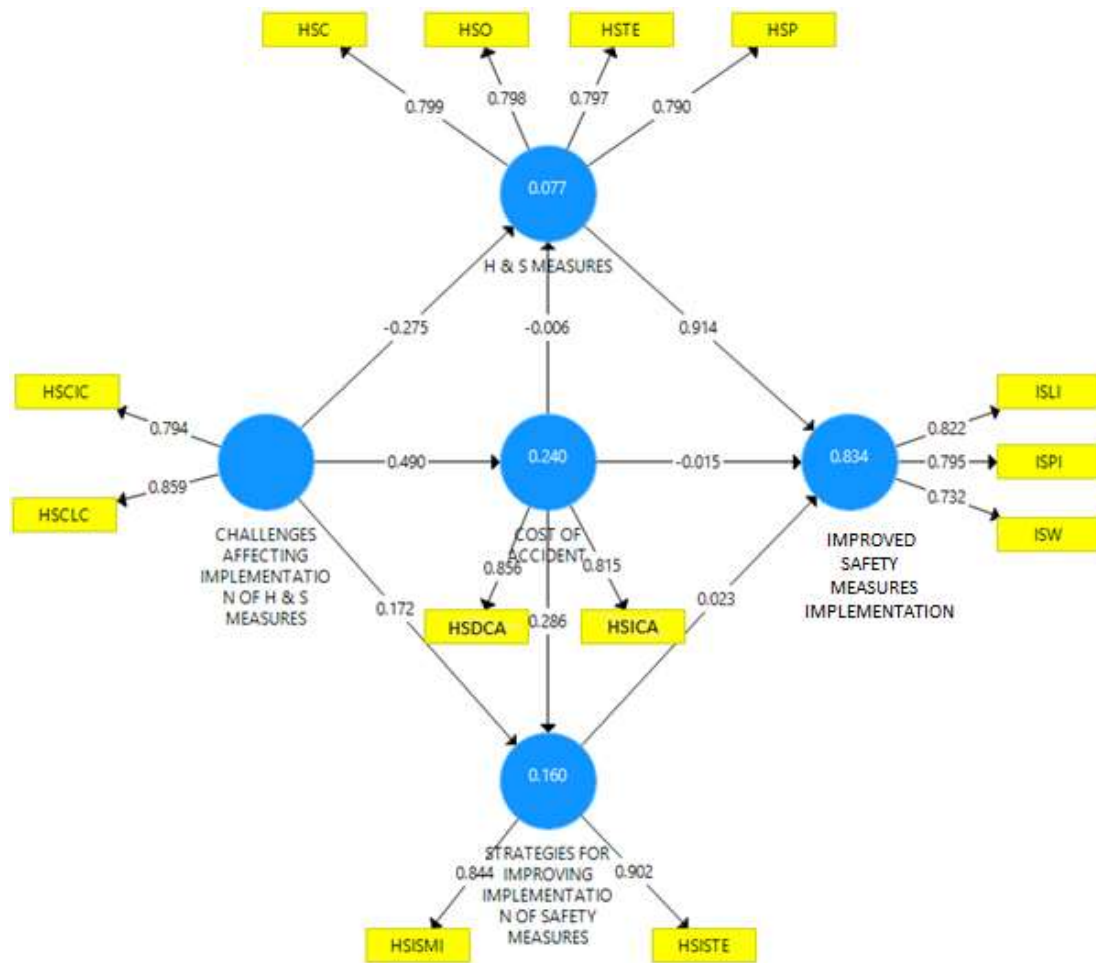 HSC
HSO
HSTE
HSP
0.799
0.798
0.797
0.790
0.077
H & S MEASURES
-0.275
-0.006
0.914
HSCIC
ISLI
0.794
0.822
0.490
0.240
-0.015
0.834
0.795
ISPI
0.859
0.732
HSCLC
ISW
CHALLENGES
AFFECTING
IMPLEMENTATIO
N OF H & S
MEASURES
COST OF
ACCIDENT
0.856
0.815
IMPROVED
SAFETY
MEASURES
IMPLEMENTATION
0.172
0.023
HSDCA
0.286
HSICA
0.160
STRATEGIES FOR
IMPROVING
IMPLEMENTATIO
N OF SAFETY
MEASURES
0.844
0.902
HSISMI
HSISTE